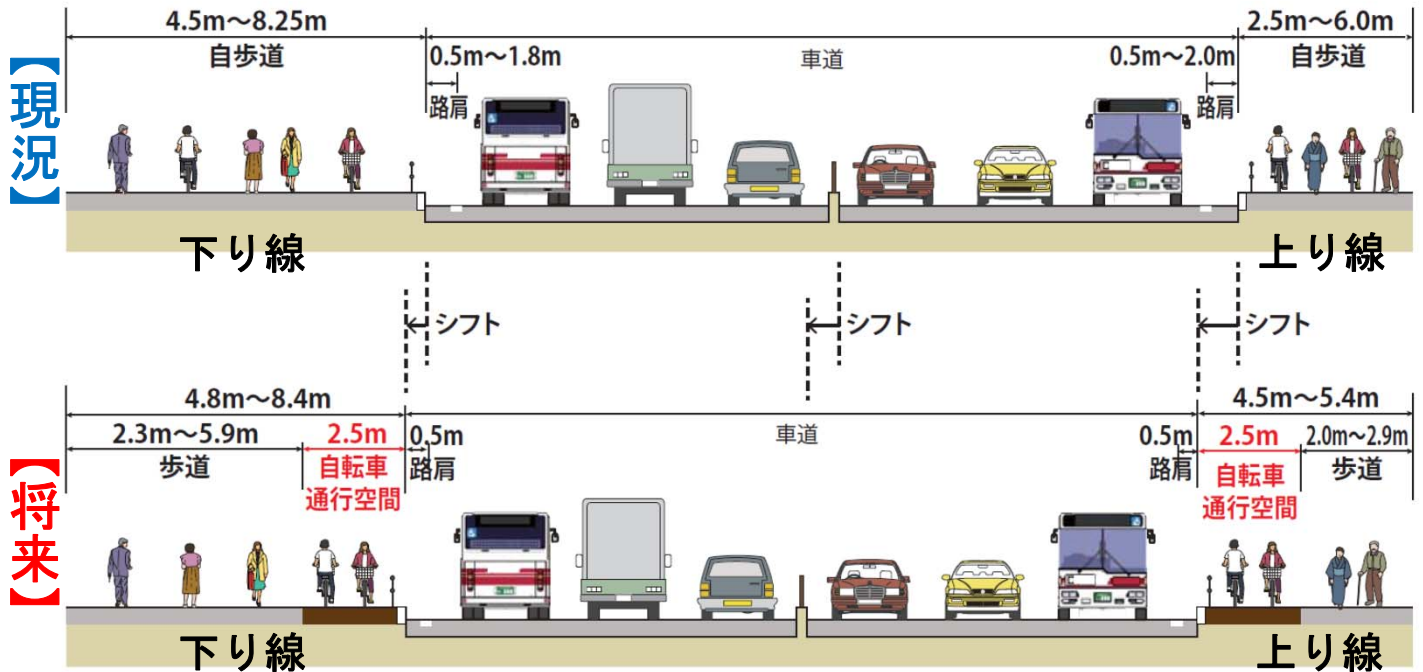 【現況】
4.5m～8.25m
自歩道
0.5m～1.8m
路肩
車道
0.5m～2.0m
路肩
2.5m～6.0m
自歩道
下り線
上り線
シフト
シフト
シフト
【将来】
4.8m～8.4m
2.3m～5.9m
歩道
2.5m
自転車
通行空間
0.5m
路肩
車道
0.5m
路肩
4.5m～5.4m
2.5m
自転車
通行空間
2.0m～2.9m
歩道
下り線
上り線